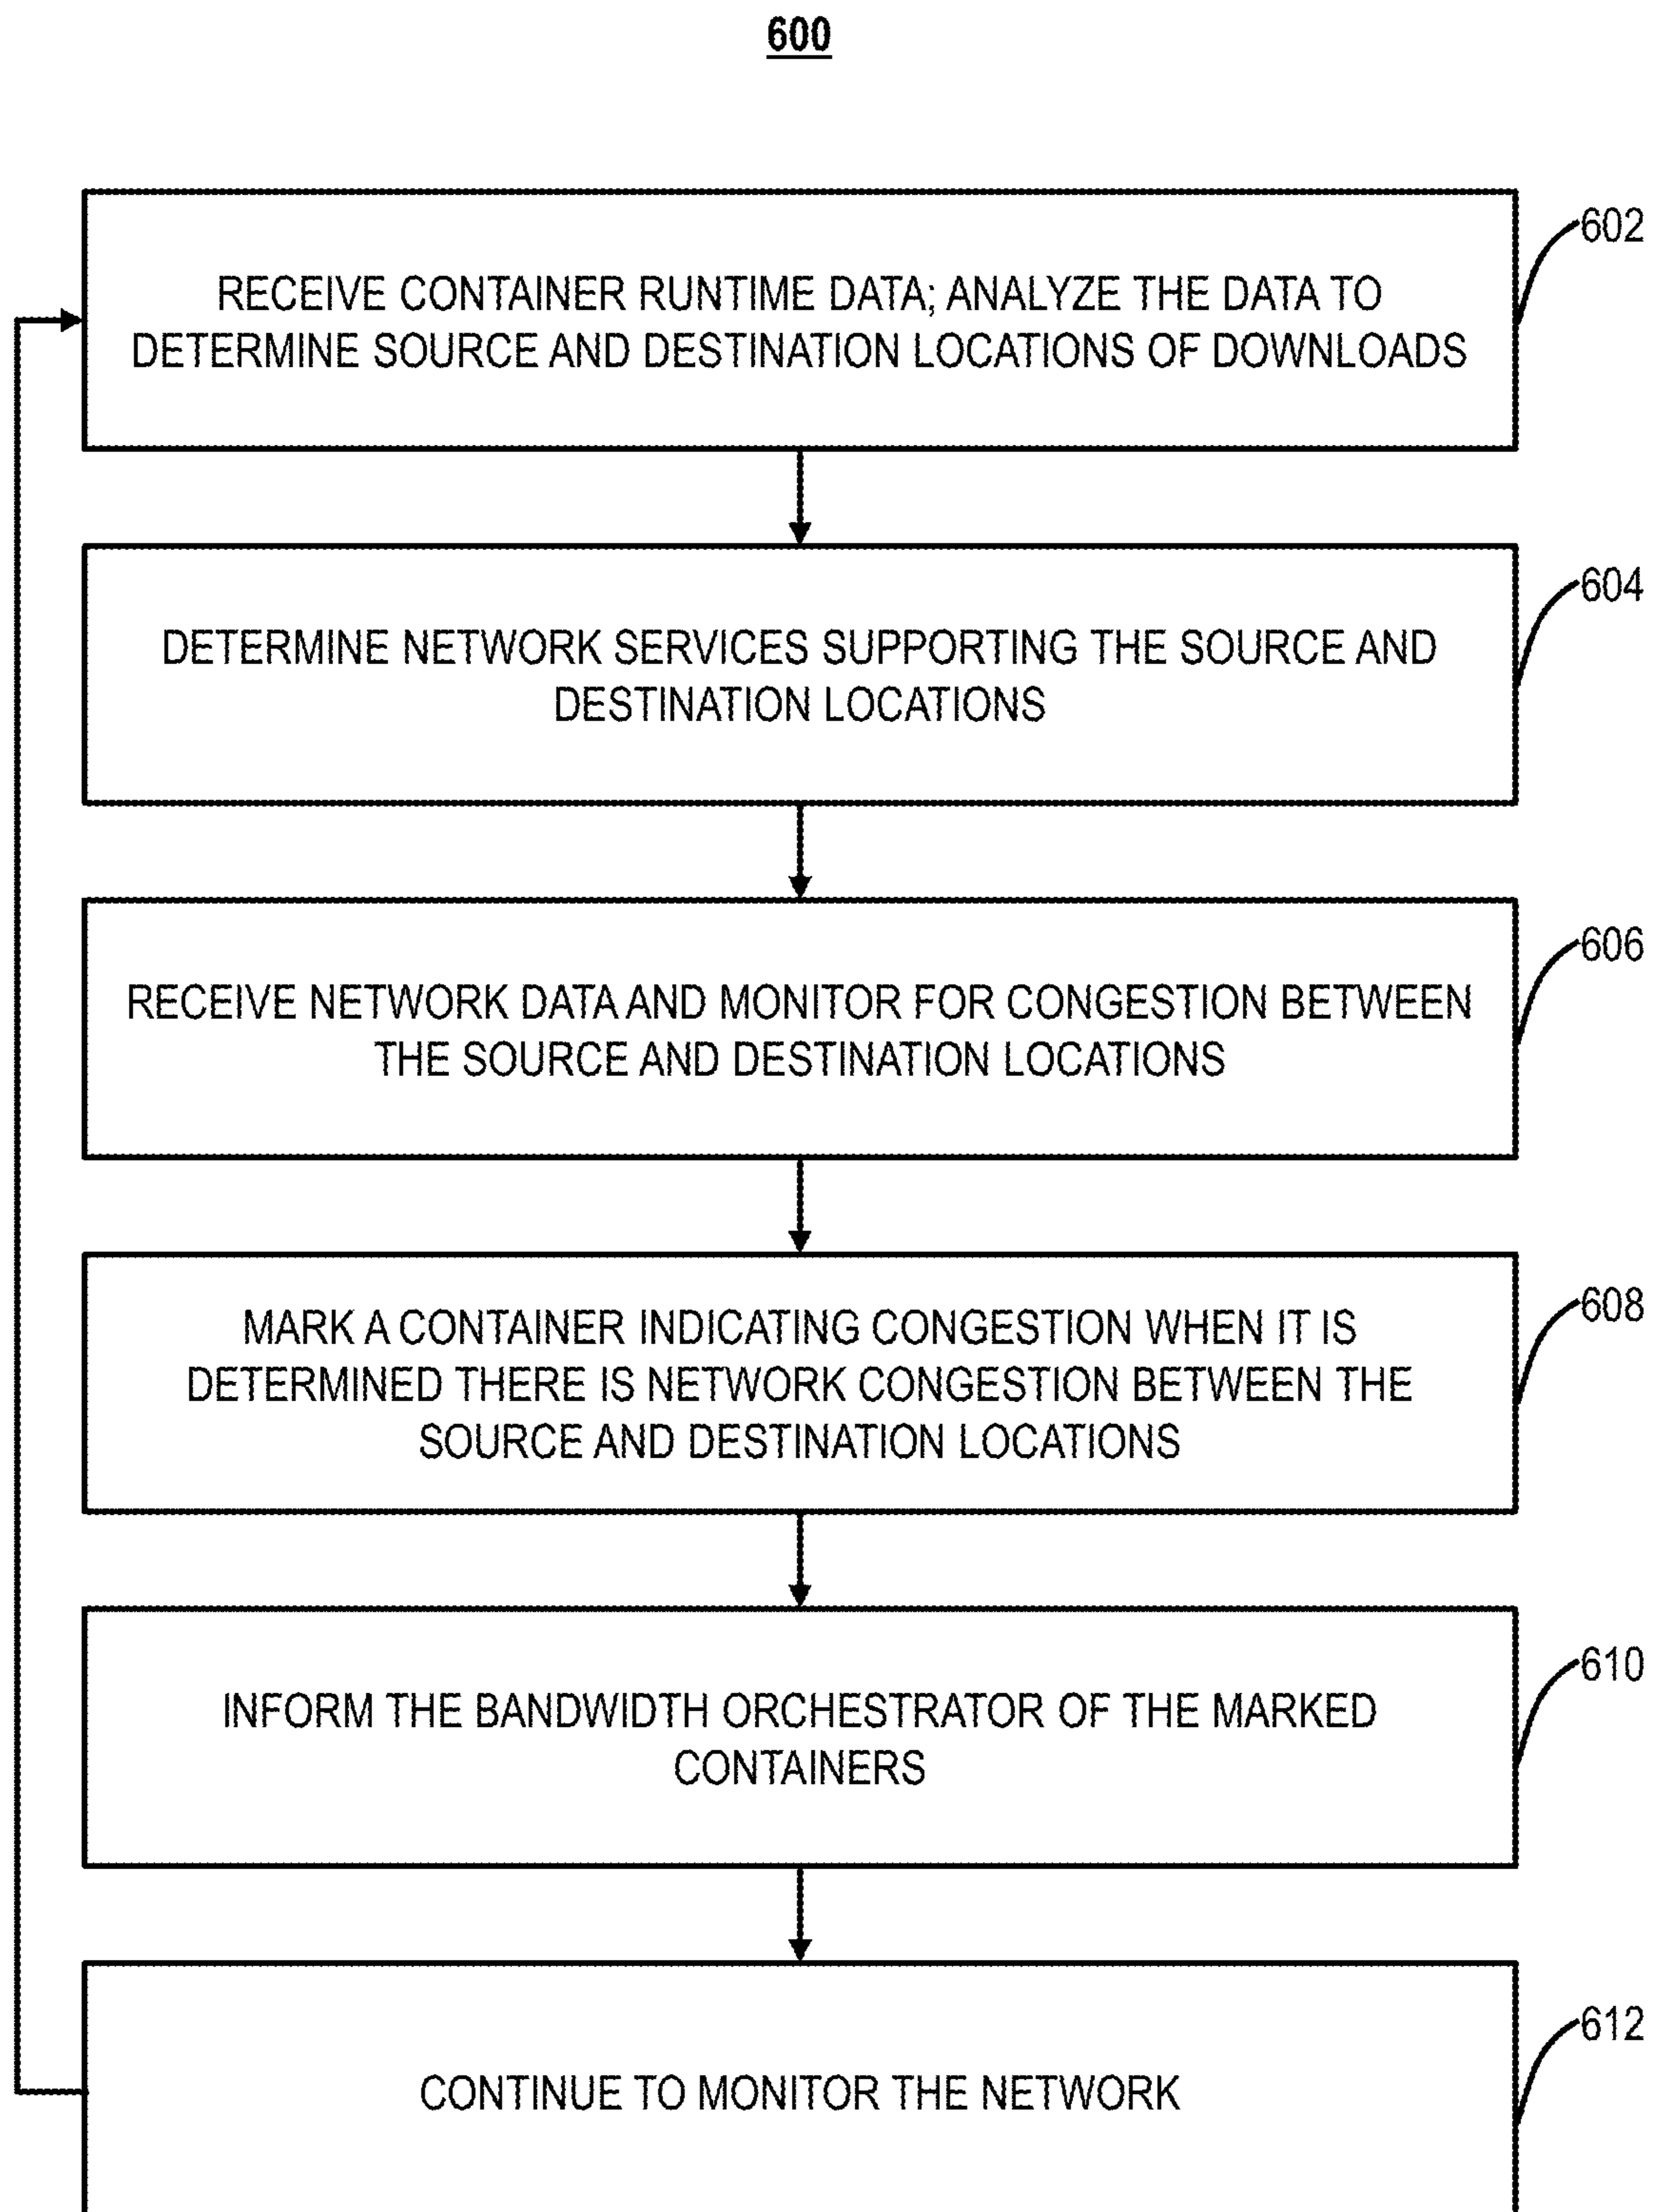 600
602
RECEIVE CONTAINER RUNTIME DATA; ANALYZE THE DATA TO
DETERMINE SOURCE AND DESTINATION LOCATIONS OF DOWNLOADS
604
DETERMINE NETWORK SERVICES SUPPORTING THE SOURCE AND
DESTINATION LOCATIONS
606
RECEIVE NETWORK DATA AND MONITOR FOR CONGESTION BETWEEN
THE SOURCE AND DESTINATION LOCATIONS
608
MARK A CONTAINER INDICATING CONGESTION WHEN IT IS
DETERMINED THERE IS NETWORK CONGESTION BETWEEN THE
SOURCE AND DESTINATION LOCATIONS
610
INFORM THE BANDWIDTH ORCHESTRATOR OF THE MARKED
CONTAINERS
612
CONTINUE TO MONITOR THE NETWORK